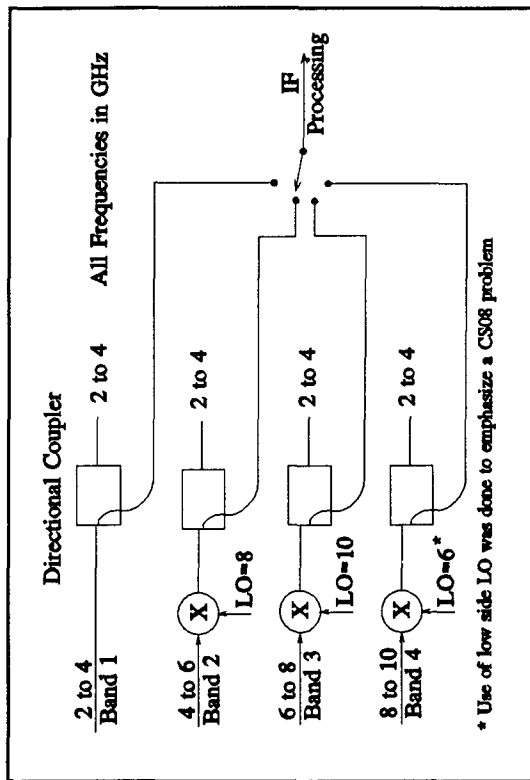 Directional Coupler
All Frequencies in GHz
2 to 4
Band 1
2 to 4
4 to 6
Band 2
X
LO=8
2 to 4
6 to 8
Band 3
X
LO=10
2 to 4
8 to 10
Band 4
X
LO=6*
2 to 4
IF
Processing
* Use of low side LO was done to emphasize a CS08 problem